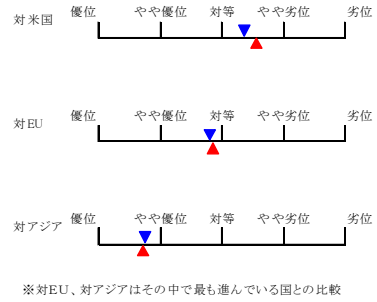 優位 やや優位 対等 やや劣位 劣位
対米国
優位 やや優位 対等 やや劣位 劣位
対EU
優位 やや優位 対等 やや劣位 劣位
対アジア
※対EU、対アジアはその中で最も進んでいる国との比較